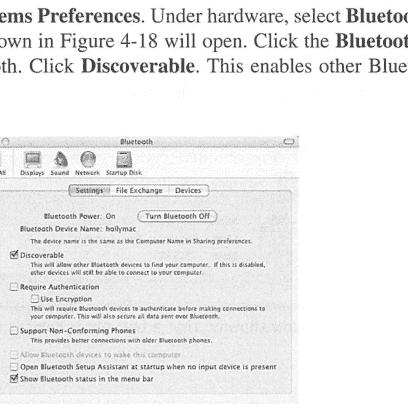 ems Preferences. Under hardware, select Bluetoo
own in Figure 4-18 will open. Click the Bluetoot
oth. Click Discoverable. This enables other Blue
Bluetooth
All Displays Sound Network Startup Disk
Settings File Exchange Devices
Bluetooth Power: On Turn Bluetooth Off
Bluetooth Device Name: hollymac
The device name is the same as the Computer Name in Sharing preferences.
Discoverable
This will allow other Bluetooth devices to find your computer. If this is disabled,
other devices will still be able to connect to your computer.
Require Authentication
Use Encryption
This will require Bluetooth devices to authenticate before making connections to
your computer. This will also secure all data sent over Bluetooth.
Support Non-Conforming Phones
This provides better connections with older Bluetooth phones.
Allow Bluetooth devices to wake this computer
Open Bluetooth Setup Assistant at startup when no input device is present
Show Bluetooth status in the menu bar